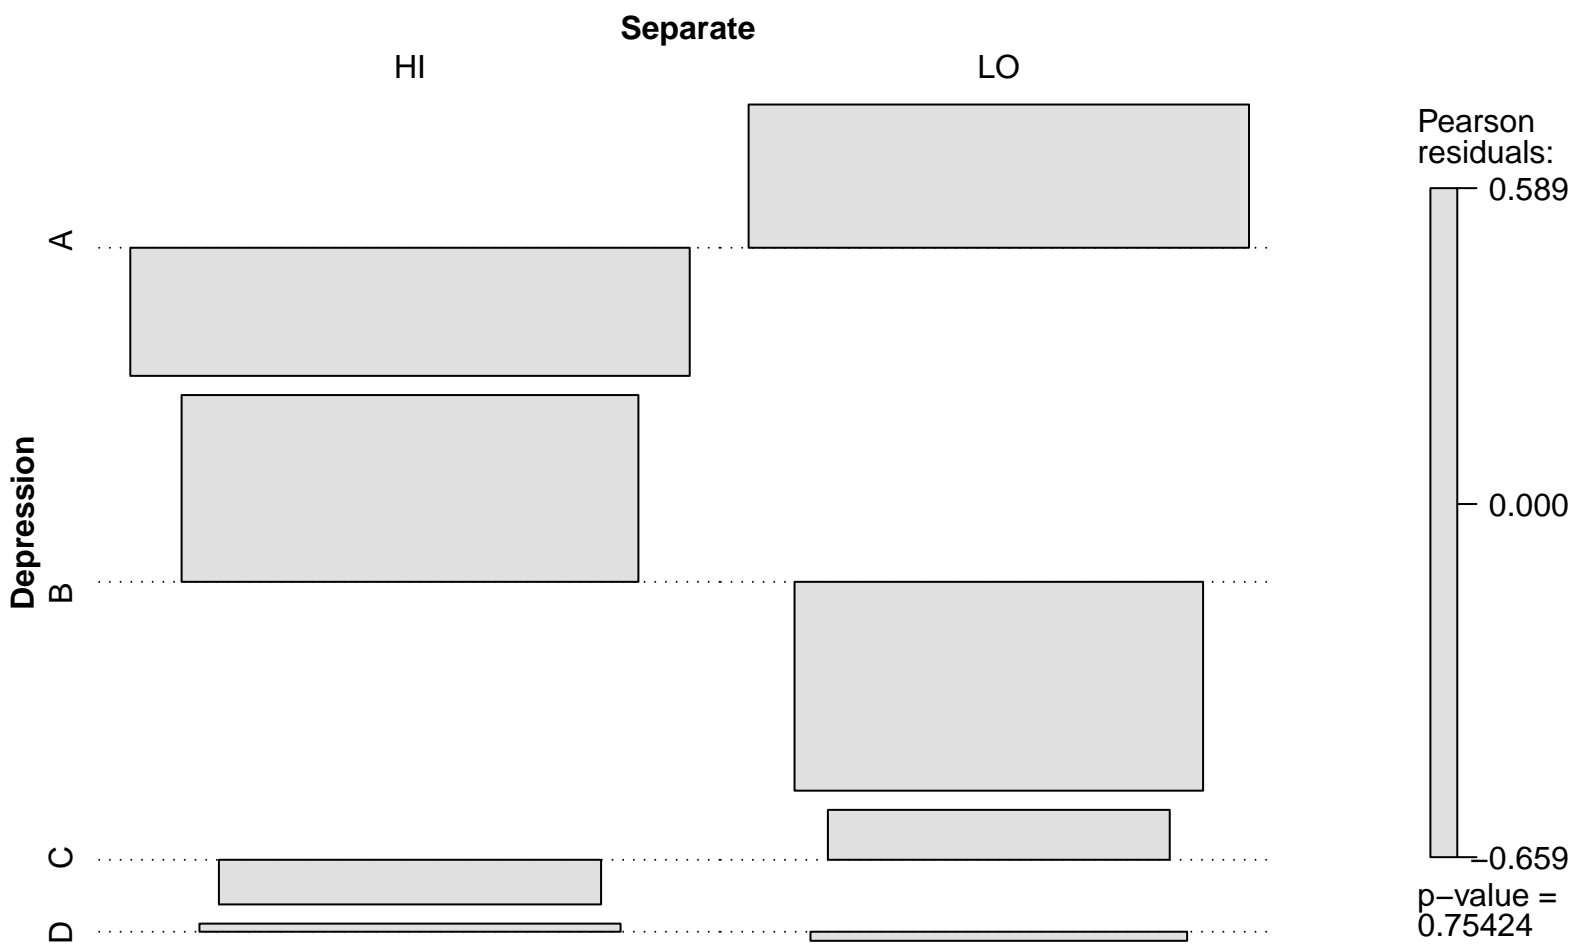 Separate
HI
LO
Depression
A
B
C
D
Pearson
residuals:
0.589
0.000
−0.659
p−value =
0.75424